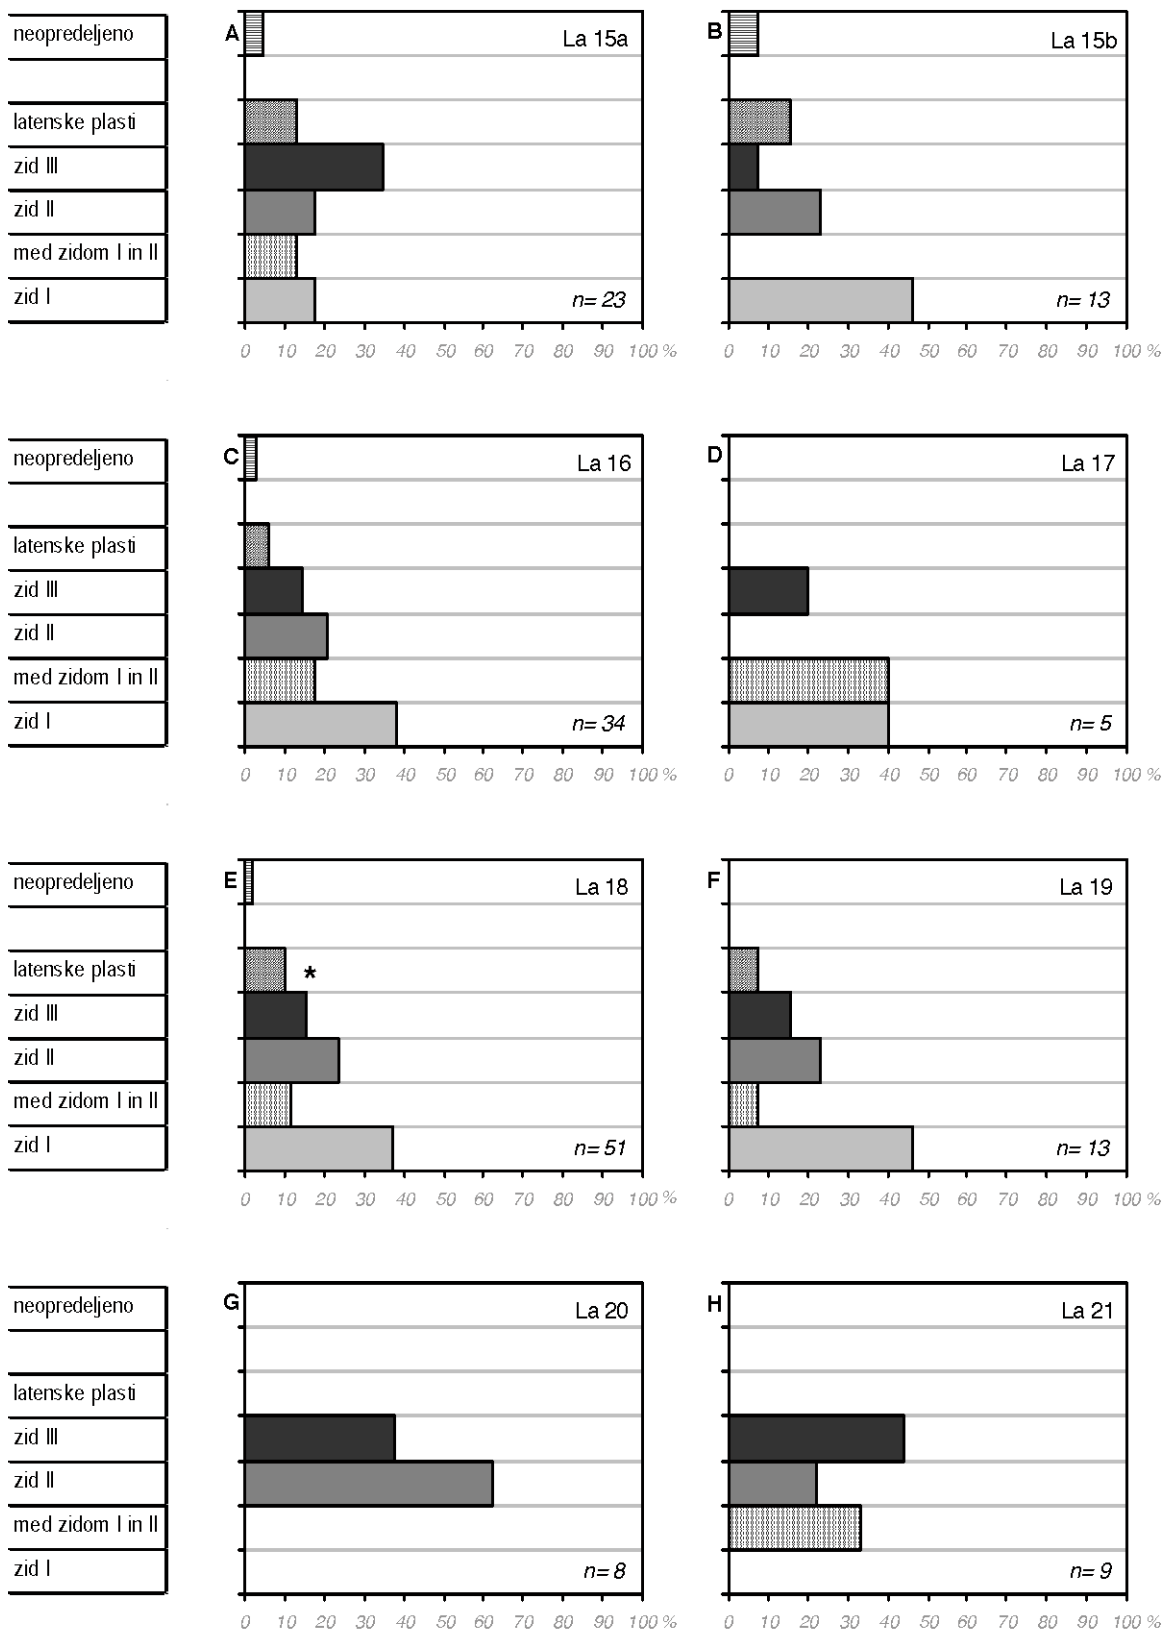 neopredeljeno
latenske plasti
zid III
zid II
med zidom I in II
zid I
A
La 15a
n= 23
0 10 20 30 40 50 60 70 80 90 100 %
B
La 15b
n= 13
0 10 20 30 40 50 60 70 80 90 100 %
neopredeljeno
latenske plasti
zid III
zid II
med zidom I in II
zid I
C
La 16
n= 34
0 10 20 30 40 50 60 70 80 90 100 %
D
La 17
n= 5
0 10 20 30 40 50 60 70 80 90 100 %
neopredeljeno
latenske plasti
zid III
zid II
med zidom I in II
zid I
E
La 18
*
n= 51
0 10 20 30 40 50 60 70 80 90 100 %
F
La 19
n= 13
0 10 20 30 40 50 60 70 80 90 100 %
neopredeljeno
latenske plasti
zid III
zid II
med zidom I in II
zid I
G
La 20
n= 8
0 10 20 30 40 50 60 70 80 90 100 %
H
La 21
n= 9
0 10 20 30 40 50 60 70 80 90 100 %